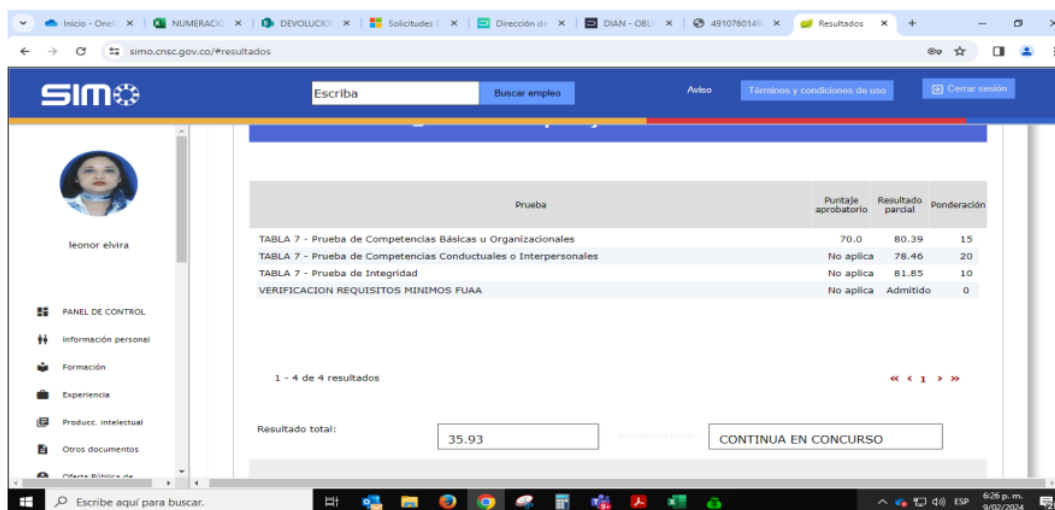 Inicio - OneD
NUMERACIO
DEVOLUCIO
Solicitudes
Dirección de
DIAN - OBLI
4910760149
Resultados
simo.cnsc.gov.co/#resultados
SIMO
Escriba
Buscar empleo
Aviso
Términos y condiciones de uso
Cerrar sesión
leonor elvira
PANEL DE CONTROL
Información personal
Formación
Experiencia
Producc. intelectual
Otros documentos
Oferta Pública de
Prueba Puntaje aprobatorio Resultado parcial Ponderación
TABLA 7 - Prueba de Competencias Básicas u Organizacionales 70.0 80.39 15
TABLA 7 - Prueba de Competencias Conductuales o Interpersonales No aplica 78.46 20
TABLA 7 - Prueba de Integridad No aplica 81.85 10
VERIFICACION REQUISITOS MINIMOS FUAA No aplica Admitido 0
1 - 4 de 4 resultados
« ‹ 1 › »
Resultado total: 35.93 Resultado total: CONTINUA EN CONCURSO
Escribe aquí para buscar.
ESP
6:26 p. m.
9/02/2024